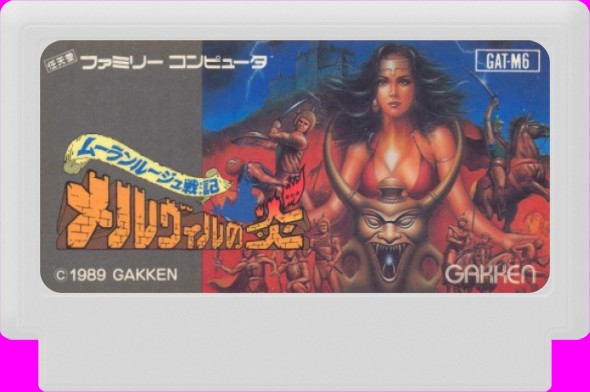 任天堂 ファミリー コンピュータ
GAT-M6
ムーランルージュ戦記
メルヴィルの炎
© 1989 GAKKEN
GAKKEN